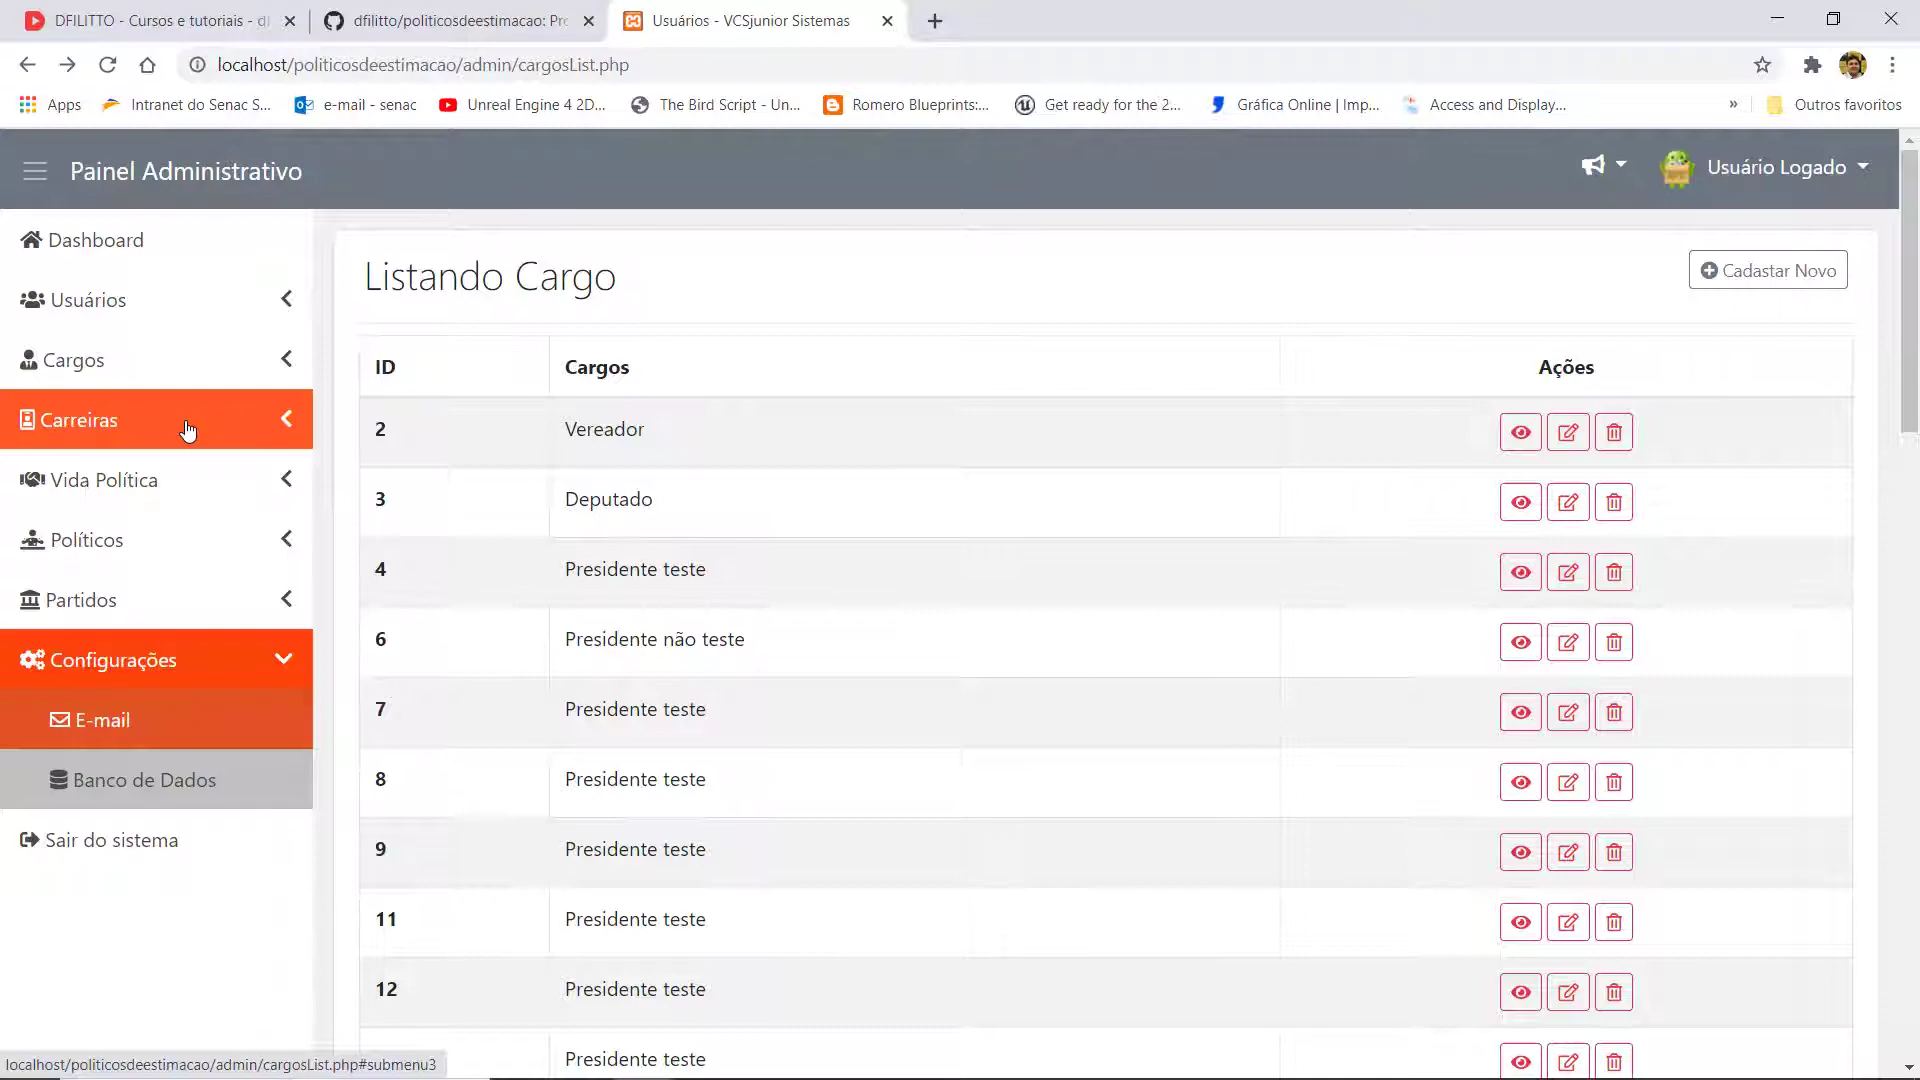 DFILITTO - Cursos e tutoriais - d
dfilitto/politicosdeestimacao: Pr
Usuários - VCSjunior Sistemas
localhost/politicosdeestimacao/admin/cargosList.php
Apps
Intranet do Senac S...
e-mail - senac
Unreal Engine 4 2D...
The Bird Script - Un...
Romero Blueprints:...
Get ready for the 2...
Gráfica Online | Imp...
Access and Display...
»
Outros favoritos
Painel Administrativo
Usuário Logado
Dashboard
Usuários
Cargos
Carreiras
Vida Política
Políticos
Partidos
Configurações
E-mail
Banco de Dados
Sair do sistema
Listando Cargo
Cadastar Novo
ID Cargos Ações
2 Vereador
3 Deputado
4 Presidente teste
6 Presidente não teste
7 Presidente teste
8 Presidente teste
9 Presidente teste
11 Presidente teste
12 Presidente teste
Presidente teste
localhost/politicosdeestimacao/admin/cargosList.php#submenu3